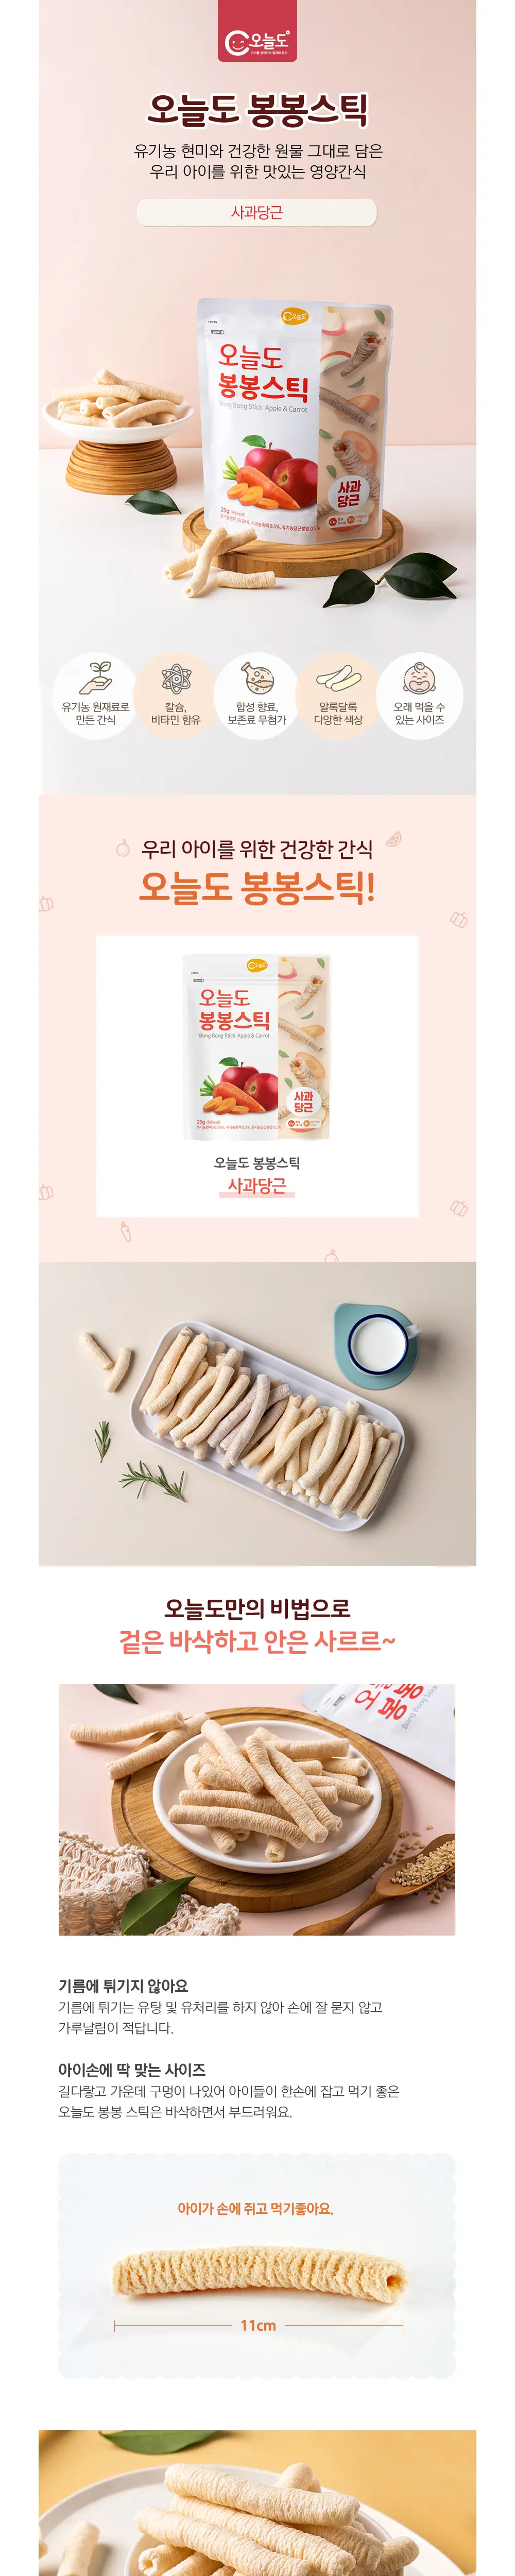 오늘도
오늘도 봉봉스틱
유기농 현미와 건강한 원물 그대로 담은
우리 아이를 위한 맛있는 영양간식
사과당근
오늘도
오늘도
봉봉스틱
Bong Bong Stick Apple & Carrot
사과
당근
25g
유기농 원재료로
만든 간식
칼슘,
비타민 함유
합성 향료,
보존료 무첨가
알록달록
다양한 색상
오래 먹을 수
있는 사이즈
우리 아이를 위한 건강한 간식
오늘도 봉봉스틱!
오늘도
오늘도
봉봉스틱
Bong Bong Stick Apple & Carrot
사과
당근
25g
오늘도 봉봉스틱
사과당근
오늘도만의 비법으로
겉은 바삭하고 안은 사르르~
Bong Bong Stick
기름에 튀기지 않아요
기름에 튀기는 유탕 및 유처리를 하지 않아 손에 잘 묻지 않고
가루날림이 적답니다.
아이손에 딱 맞는 사이즈
길다랗고 가운데 구멍이 나있어 아이들이 한손에 잡고 먹기 좋은
오늘도 봉봉 스틱은 바삭하면서 부드러워요.
아이가 손에 쥐고 먹기좋아요.
11cm